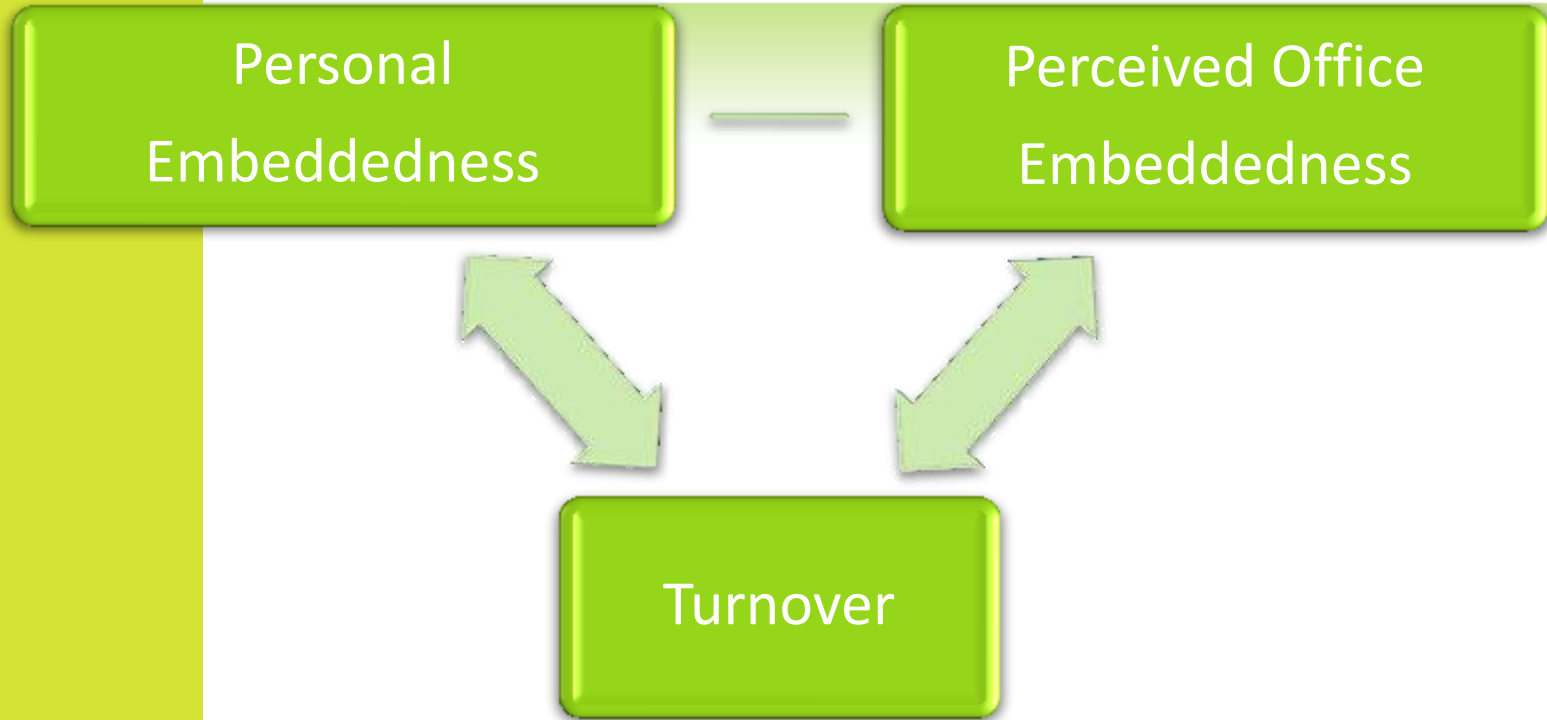 Personal
Embeddedness
Perceived Office
Embeddedness
Turnover